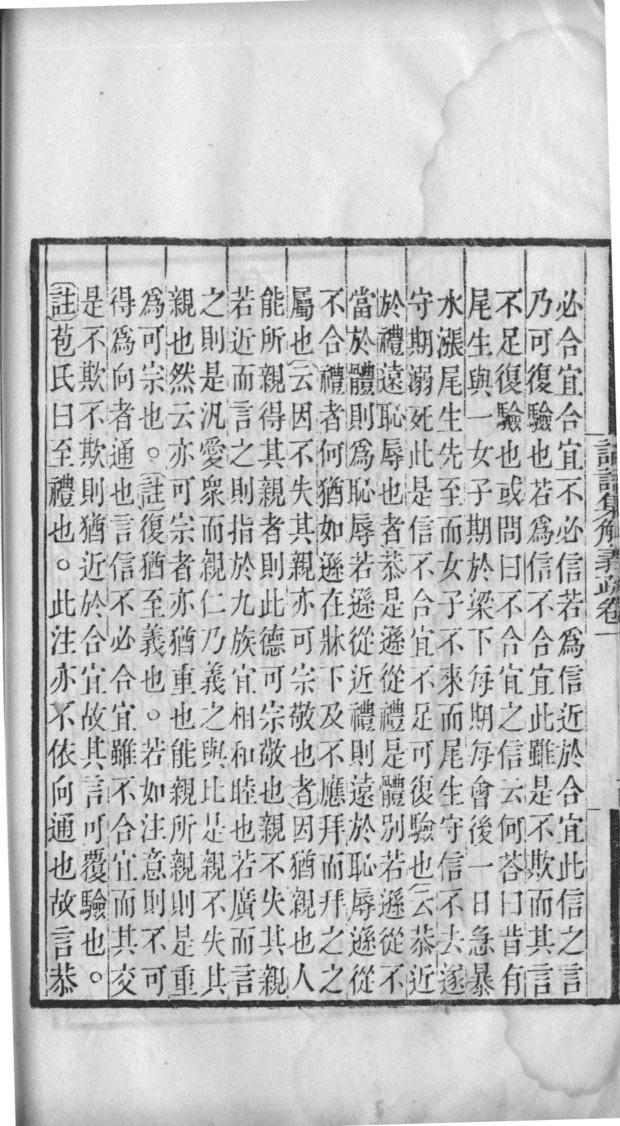 論語集解義疏卷一
必合宜合宜不必信若爲信近於合宜此信之言
乃可復驗也若爲信不合宜此雖是不欺而其言
不足復驗也或問曰不合宜之信云何荅曰昔有
尾生與一女子期於梁下每期每會後一日急暴
水漲尾生先至而女子不來而尾生守信不去遂
守期溺死此是信不合宜不足可復驗也云恭近
於禮遠恥辱也者恭是遜從禮是體別若遜從不
當於體則爲恥辱若遜從近禮則遠於恥辱遜從
不合禮者何猶如遜在牀下及不應拜而拜之之
屬也云因不失其親亦可宗敬也者因猶親也人
能所親得其親者則此德可宗敬也親不失其親
若近而言之則指於九族宜相和睦也若廣而言
之則是汎愛衆而親仁乃義之與比是親不失其
親也然云亦可宗者亦猶重也能親所親則是重
爲可宗也。註復猶至義也。若如注意則不可
得爲向者通也言信不必合宜雖不合宜而其交
是不欺不欺則猶近於合宜故其言可覆驗也。
註苞氏曰至禮也。此注亦不依向通也故言恭